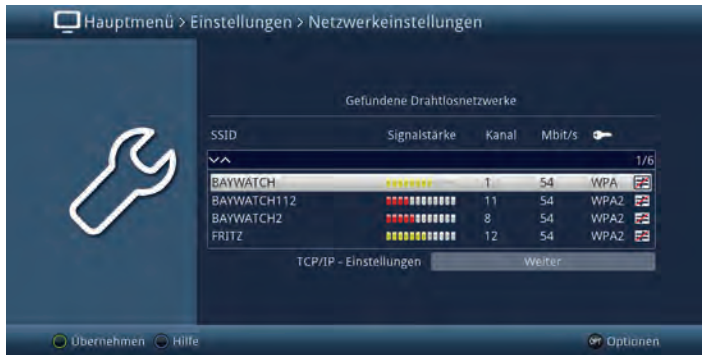 Hauptmenü > Einstellungen > Netzwerkeinstellungen
Gefundene Drahtlosnetzwerke
SSID Signalstärke Kanal Mbit/s
1/6
BAYWATCH 1 54 WPA
BAYWATCH112 11 54 WPA2
BAYWATCH2 8 54 WPA2
FRITZ 12 54 WPA2
TCP/IP - Einstellungen Weiter
Übernehmen Hilfe OPT Optionen